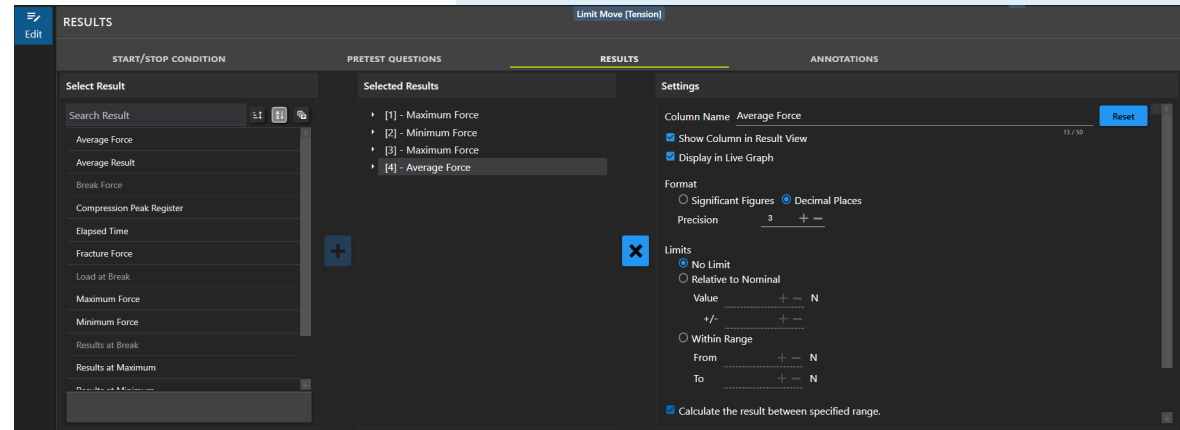 Limit Move [Tension]
Edit
RESULTS
START/STOP CONDITION
PRETEST QUESTIONS
RESULTS
ANNOTATIONS
Select Result
Search Result
Average Force
Average Result
Break Force
Compression Peak Register
Elapsed Time
Fracture Force
Load at Break
Maximum Force
Minimum Force
Results at Break
Results at Maximum
Results at Minimum
Selected Results
[1] - Maximum Force
[2] - Minimum Force
[3] - Maximum Force
[4] - Average Force
Settings
Column Name Average Force
Reset
13 / 50
Show Column in Result View
Display in Live Graph
Format
Significant Figures Decimal Places
Precision 3 + −
Limits
No Limit
Relative to Nominal
Value + − N
+/- + −
Within Range
From + − N
To + − N
Calculate the result between specified range.